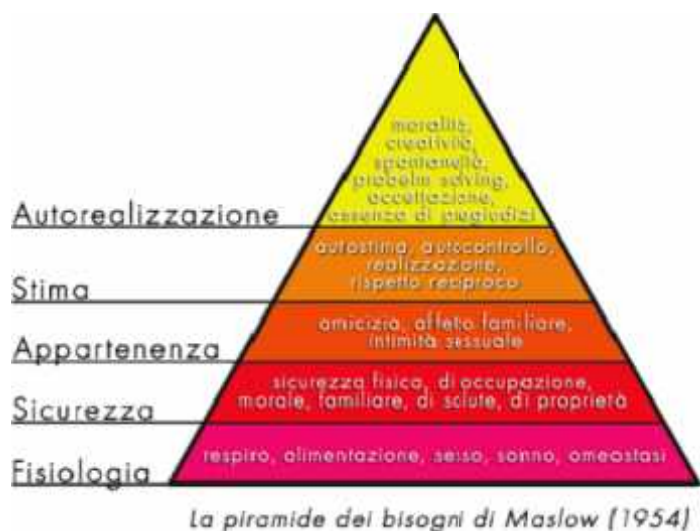 moralità,
creatività,
spontaneità,
probelm solving,
accettazione,
assenza di pregiudizi
Autorealizzazione
autostima, autocontrollo,
realizzazione,
rispetto reciproco
Stima
amicizia, affetto familiare,
intimità sessuale
Appartenenza
sicurezza fisica, di occupazione,
morale, familiare, di salute, di proprietà
Sicurezza
respiro, alimentazione, sesso, sonno, omeostasi
Fisiologia
La piramide dei bisogni di Maslow (1954)